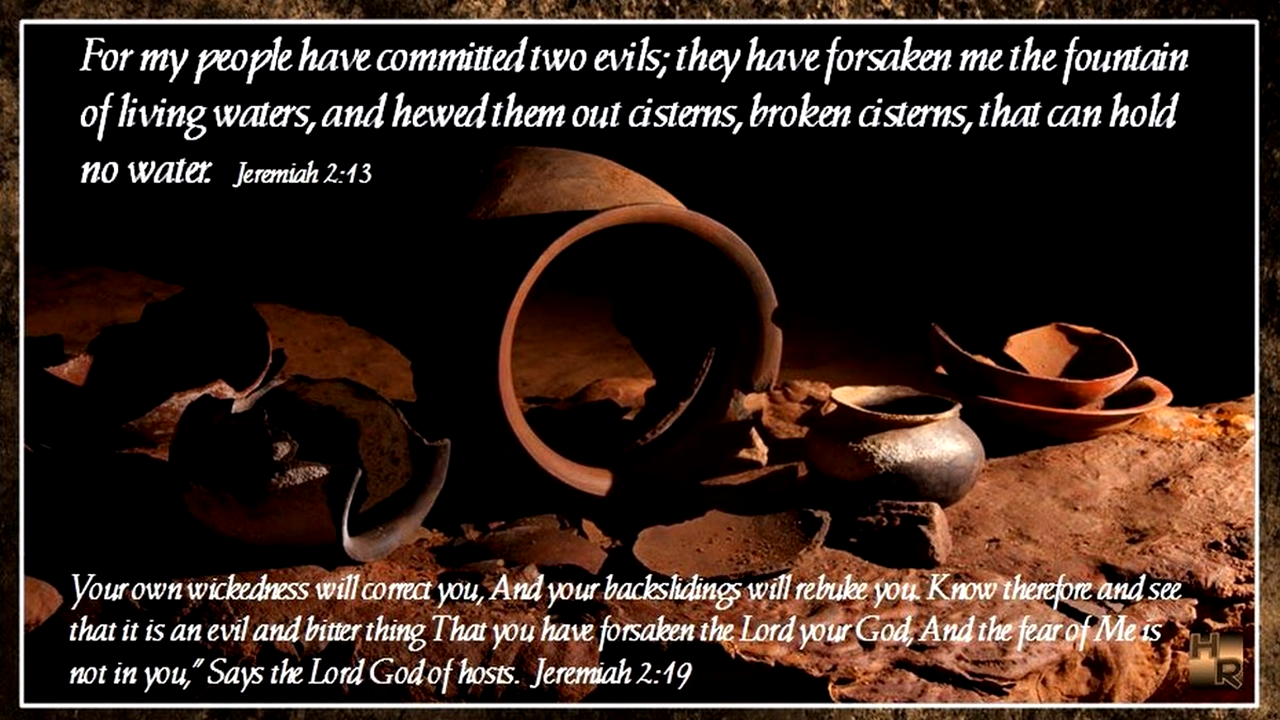 For my people have committed two evils; they have forsaken me the fountain
of living waters, and hewed them out cisterns, broken cisterns, that can hold
no water. Jeremiah 2:13
Your own wickedness will correct you, And your backslidings will rebuke you. Know therefore and see
that it is an evil and bitter thing That you have forsaken the Lord your God, And the fear of Me is
not in you," Says the Lord God of hosts. Jeremiah 2:19
HR